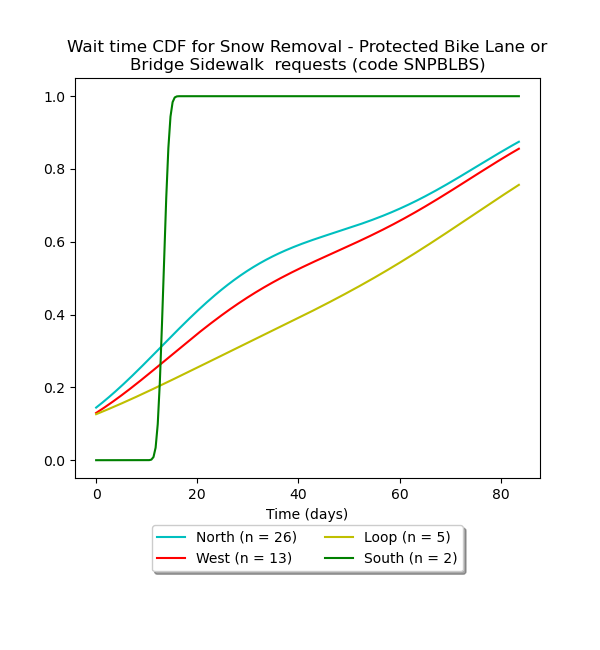 Wait time CDF for Snow Removal - Protected Bike Lane or
Bridge Sidewalk  requests (code SNPBLBS)
1.0
0.8
0.6
0.4
0.2
0.0
0 20 40 60 80
Time (days)
North (n = 26) Loop (n = 5)
West (n = 13) South (n = 2)